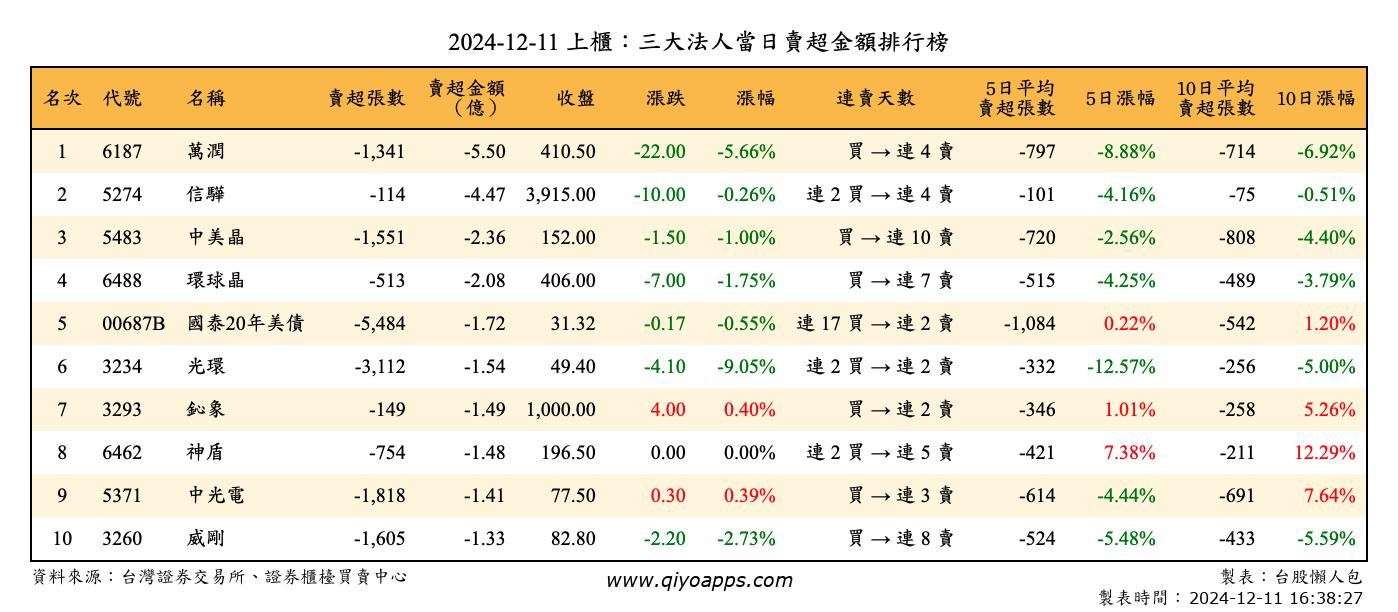 2024-12-11 上櫃：三大法人當日賣超金額排行榜
名次 代號 名稱 賣超張數 賣超金額（億） 收盤 漲跌 漲幅 連賣天數 5日平均賣超張數 5日漲幅 10日平均賣超張數 10日漲幅
1 6187 萬潤 -1,341 -5.50 410.50 -22.00 -5.66% 買 → 連 4 賣 -797 -8.88% -714 -6.92%
2 5274 信驊 -114 -4.47 3,915.00 -10.00 -0.26% 連 2 買 → 連 4 賣 -101 -4.16% -75 -0.51%
3 5483 中美晶 -1,551 -2.36 152.00 -1.50 -1.00% 買 → 連 10 賣 -720 -2.56% -808 -4.40%
4 6488 環球晶 -513 -2.08 406.00 -7.00 -1.75% 買 → 連 7 賣 -515 -4.25% -489 -3.79%
5 00687B 國泰20年美債 -5,484 -1.72 31.32 -0.17 -0.55% 連 17 買 → 連 2 賣 -1,084 0.22% -542 1.20%
6 3234 光環 -3,112 -1.54 49.40 -4.10 -9.05% 連 2 買 → 連 2 賣 -332 -12.57% -256 -5.00%
7 3293 鈊象 -149 -1.49 1,000.00 4.00 0.40% 買 → 連 2 賣 -346 1.01% -258 5.26%
8 6462 神盾 -754 -1.48 196.50 0.00 0.00% 連 2 買 → 連 5 賣 -421 7.38% -211 12.29%
9 5371 中光電 -1,818 -1.41 77.50 0.30 0.39% 買 → 連 3 賣 -614 -4.44% -691 7.64%
10 3260 威剛 -1,605 -1.33 82.80 -2.20 -2.73% 買 → 連 8 賣 -524 -5.48% -433 -5.59%
資料來源：台灣證券交易所、證券櫃檯買賣中心 www.qiyoapps.com 製表：台股懶人包
製表時間：2024-12-11 16:38:27